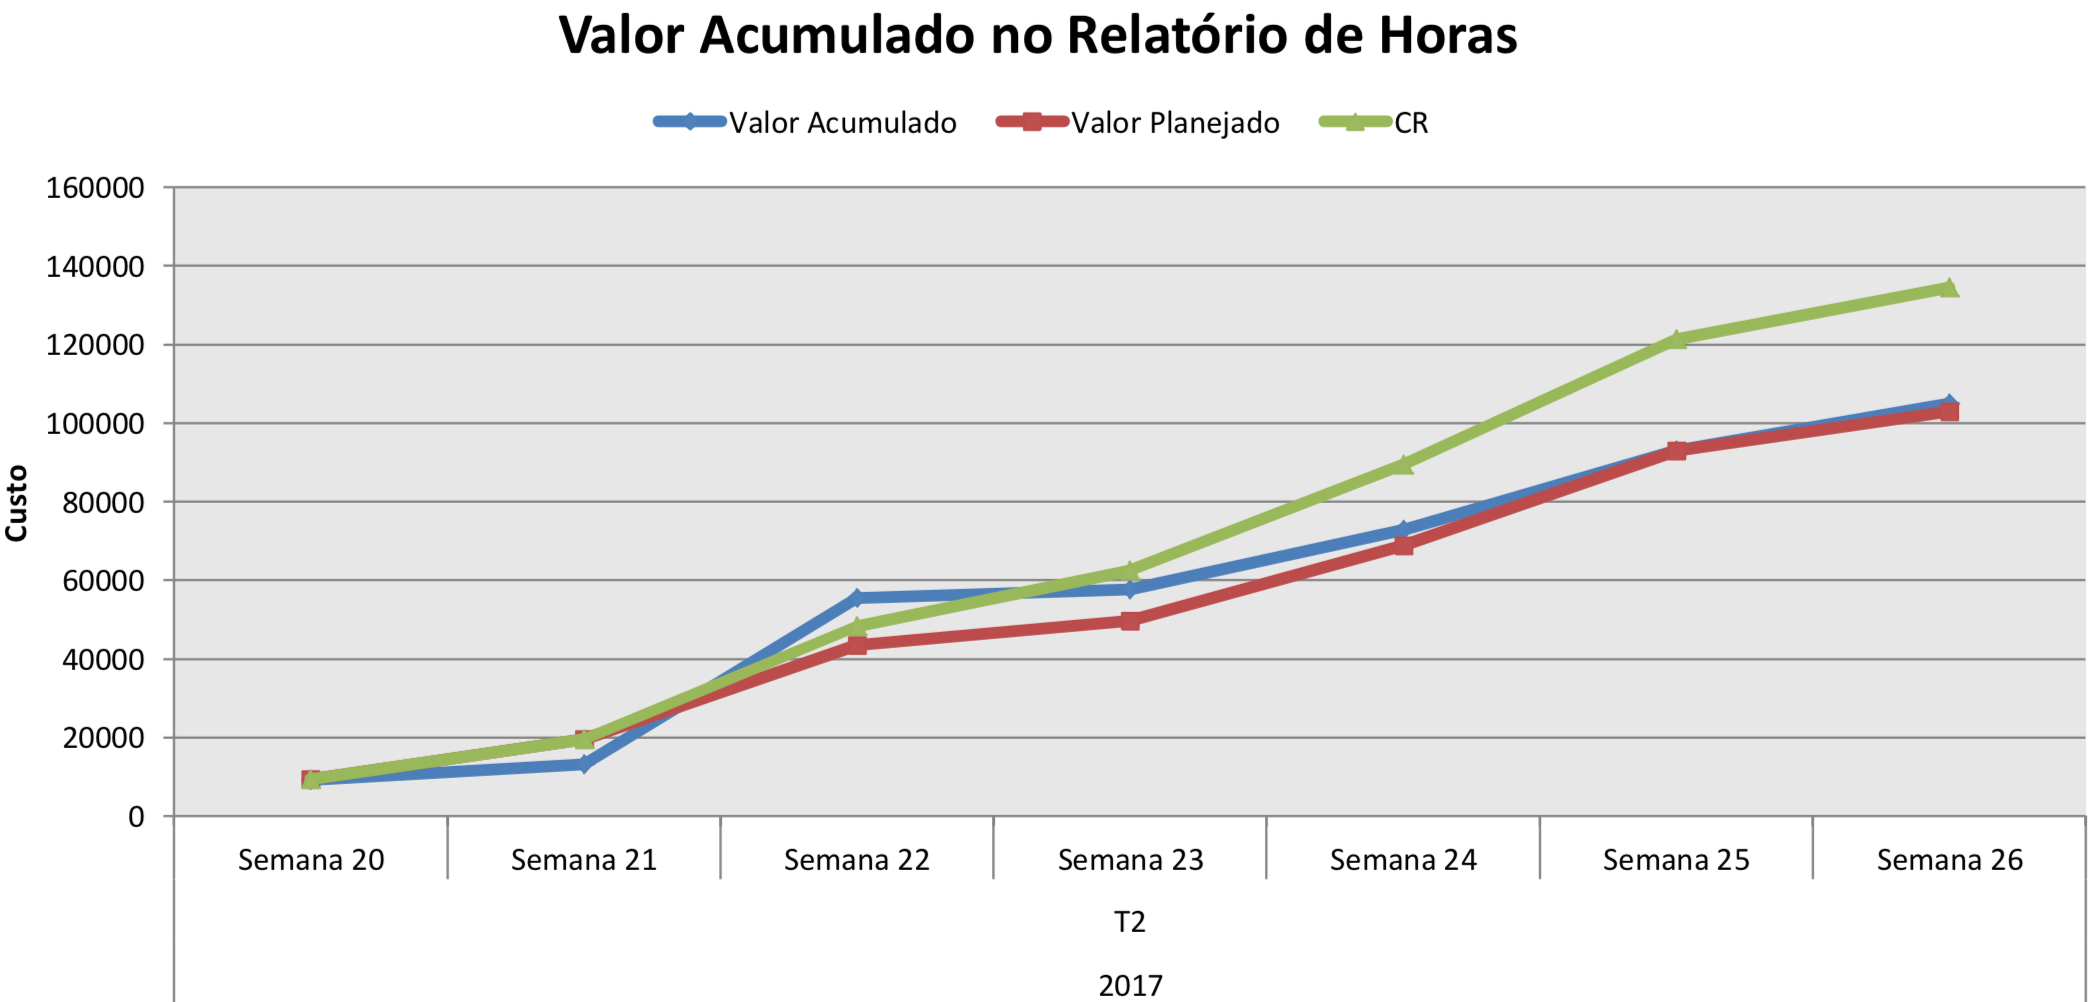 Valor Acumulado no Relatório de Horas
Valor Acumulado Valor Planejado CR
160000
140000
120000
100000
80000
60000
40000
20000
0
Custo
Semana 20 Semana 21 Semana 22 Semana 23 Semana 24 Semana 25 Semana 26
T2
2017